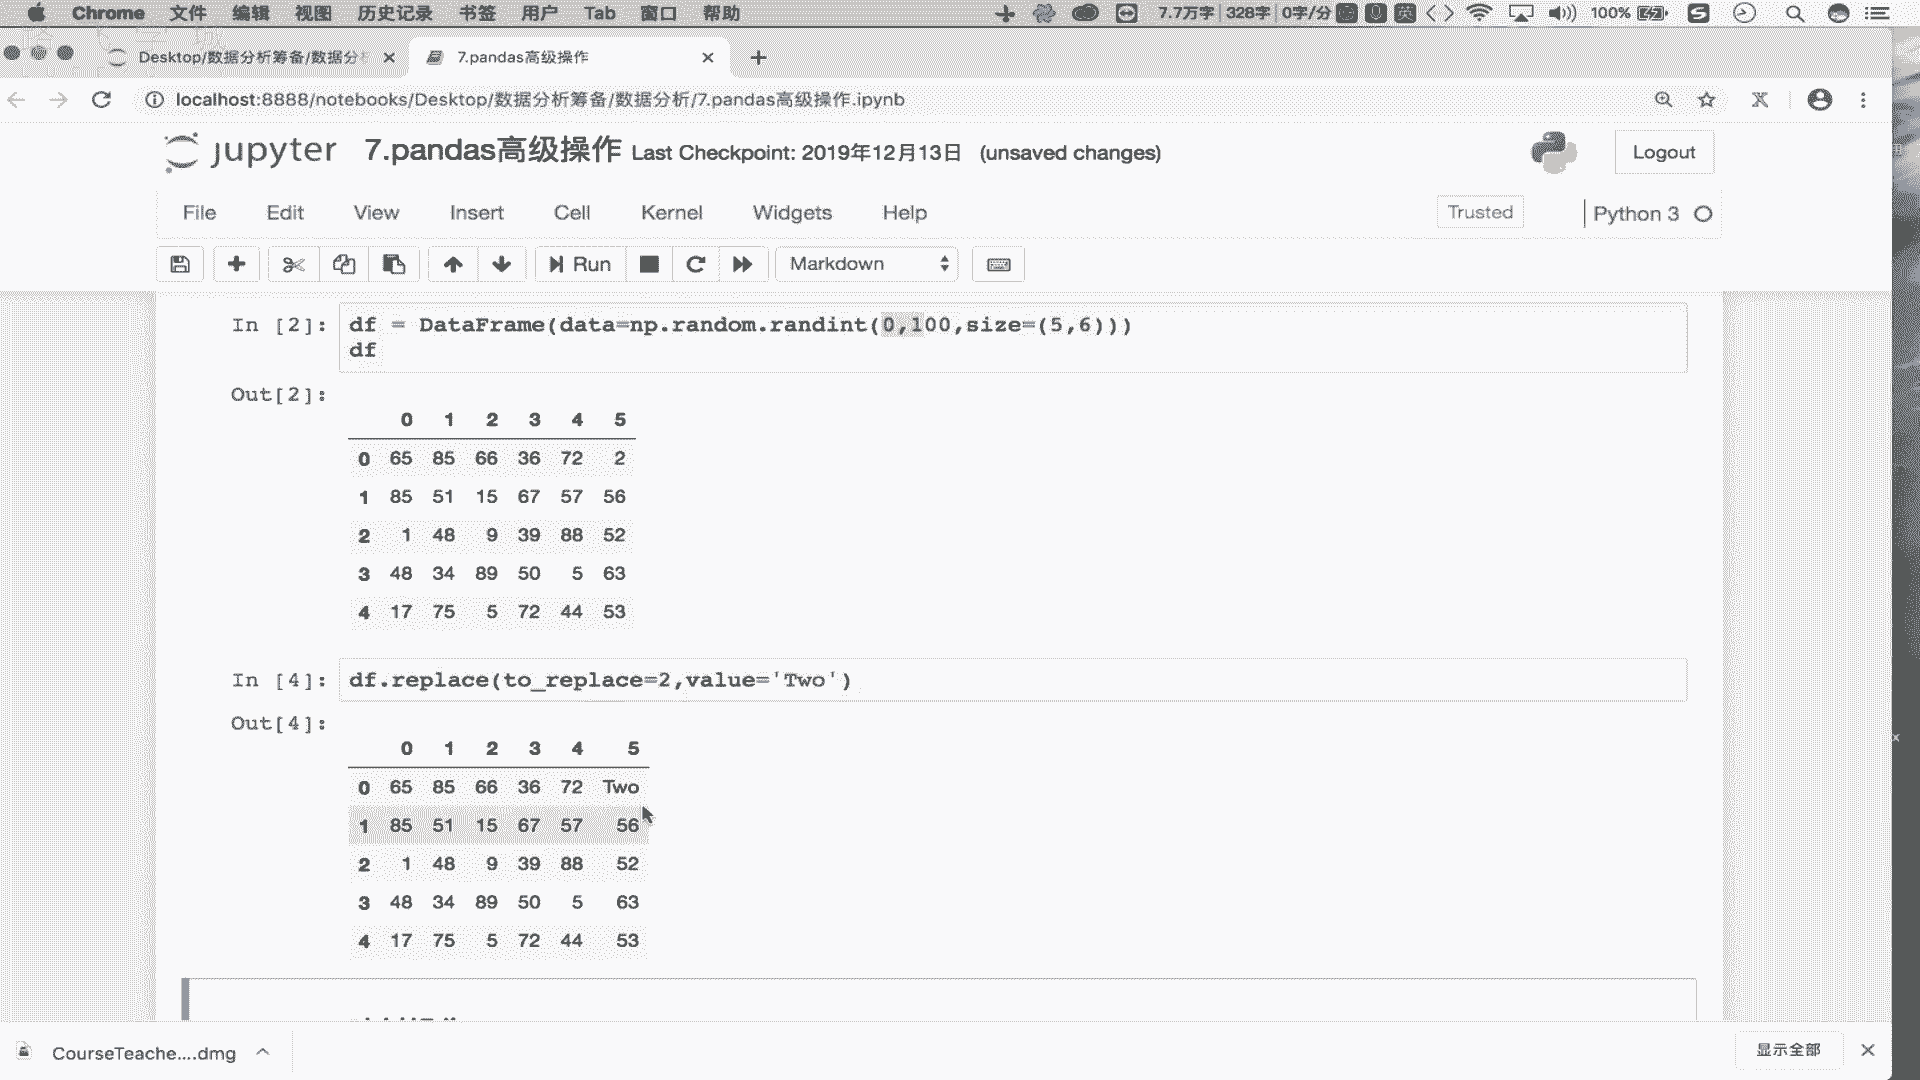 Chrome 文件 编辑 视图 历史记录 书签 用户 Tab 窗口 帮助 7.7万字 328字 0字/分 英 100%
Desktop/数据分析筹备/数据分 7.pandas高级操作
localhost:8888/notebooks/Desktop/数据分析筹备/数据分析/7.pandas高级操作.ipynb
jupyter 7.pandas高级操作 Last Checkpoint: 2019年12月13日 (unsaved changes) Logout
File Edit View Insert Cell Kernel Widgets Help Trusted Python 3
Run Markdown
In [2]: df = DataFrame(data=np.random.randint(0,100,size=(5,6)))
df
Out[2]:
0 1 2 3 4 5
0 65 85 66 36 72 2
1 85 51 15 67 57 56
2 1 48 9 39 88 52
3 48 34 89 50 5 63
4 17 75 5 72 44 53
In [4]: df.replace(to_replace=2,value='Two')
Out[4]:
0 1 2 3 4 5
0 65 85 66 36 72 Two
1 85 51 15 67 57 56
2 1 48 9 39 88 52
3 48 34 89 50 5 63
4 17 75 5 72 44 53
CourseTeache....dmg 显示全部